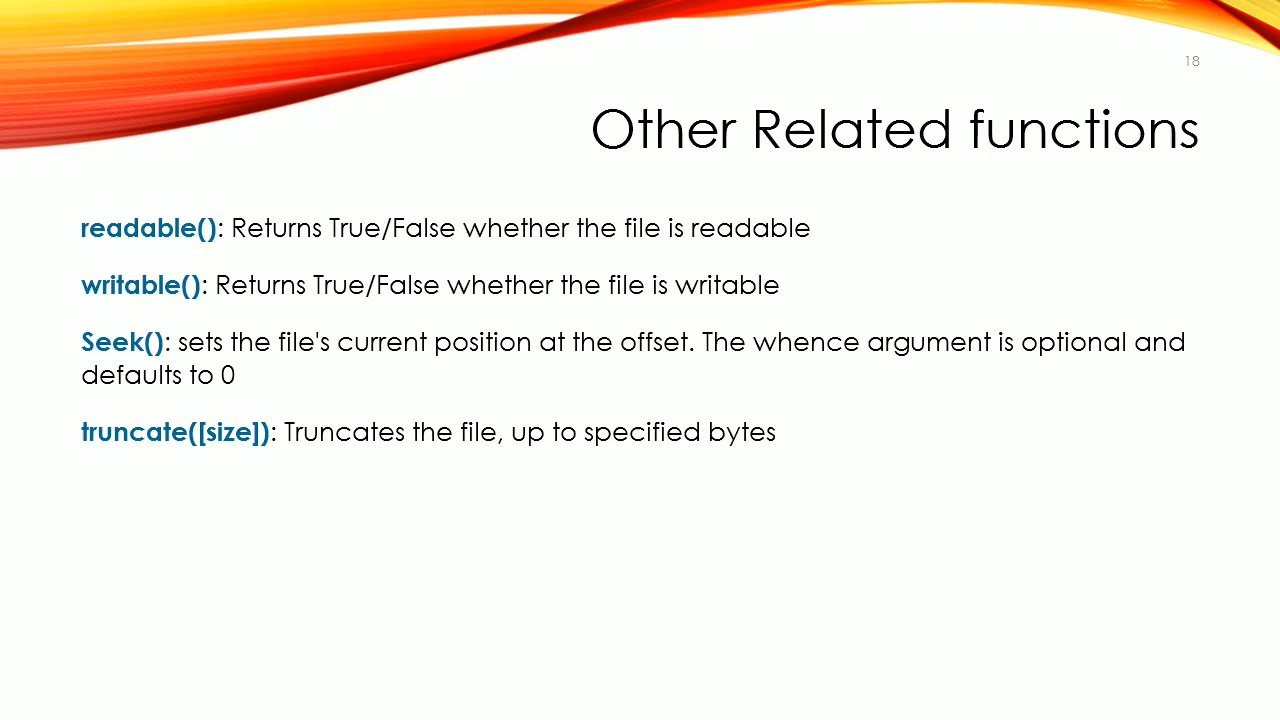 18
Other Related functions
readable(): Returns True/False whether the file is readable
writable(): Returns True/False whether the file is writable
Seek(): sets the file's current position at the offset. The whence argument is optional and
defaults to 0
truncate([size]): Truncates the file, up to specified bytes